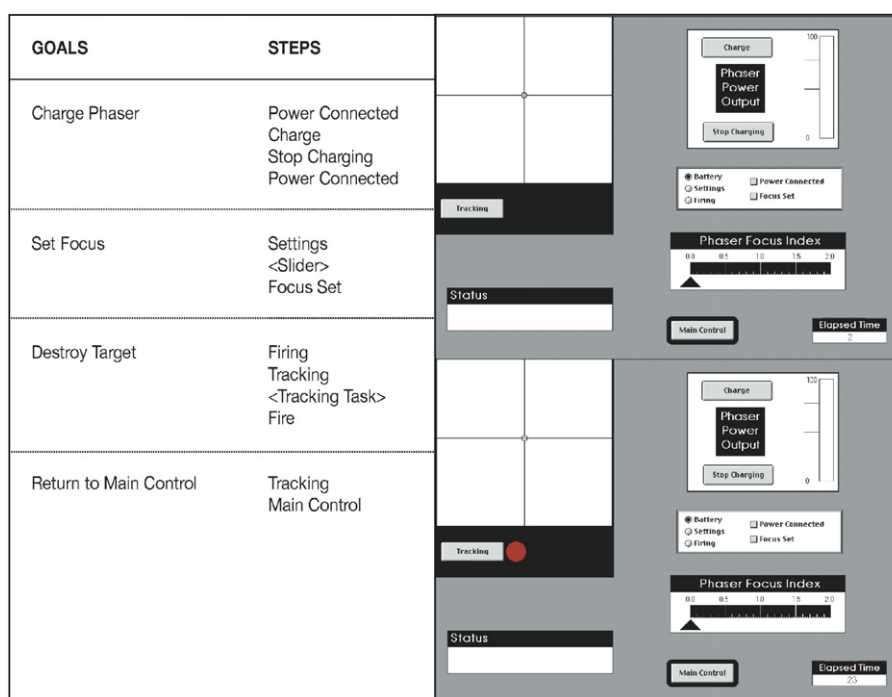 GOALS STEPS
Charge Phaser Power Connected
Charge
Stop Charging
Power Connected
Set Focus Settings
<Slider>
Focus Set
Destroy Target Firing
Tracking
<Tracking Task>
Fire
Return to Main Control Tracking
Main Control
Tracking
Status
Charge
100
Phaser
Power
Output
Stop Charging
0
Battery
Settings
Firing
Power Connected
Focus Set
Phaser Focus Index
0.0 0.5 1.0 1.5 2.0
Main Control
Elapsed Time
2
Tracking
Status
Charge
100
Phaser
Power
Output
Stop Charging
0
Battery
Settings
Firing
Power Connected
Focus Set
Phaser Focus Index
0.0 0.5 1.0 1.5 2.0
Main Control
Elapsed Time
23